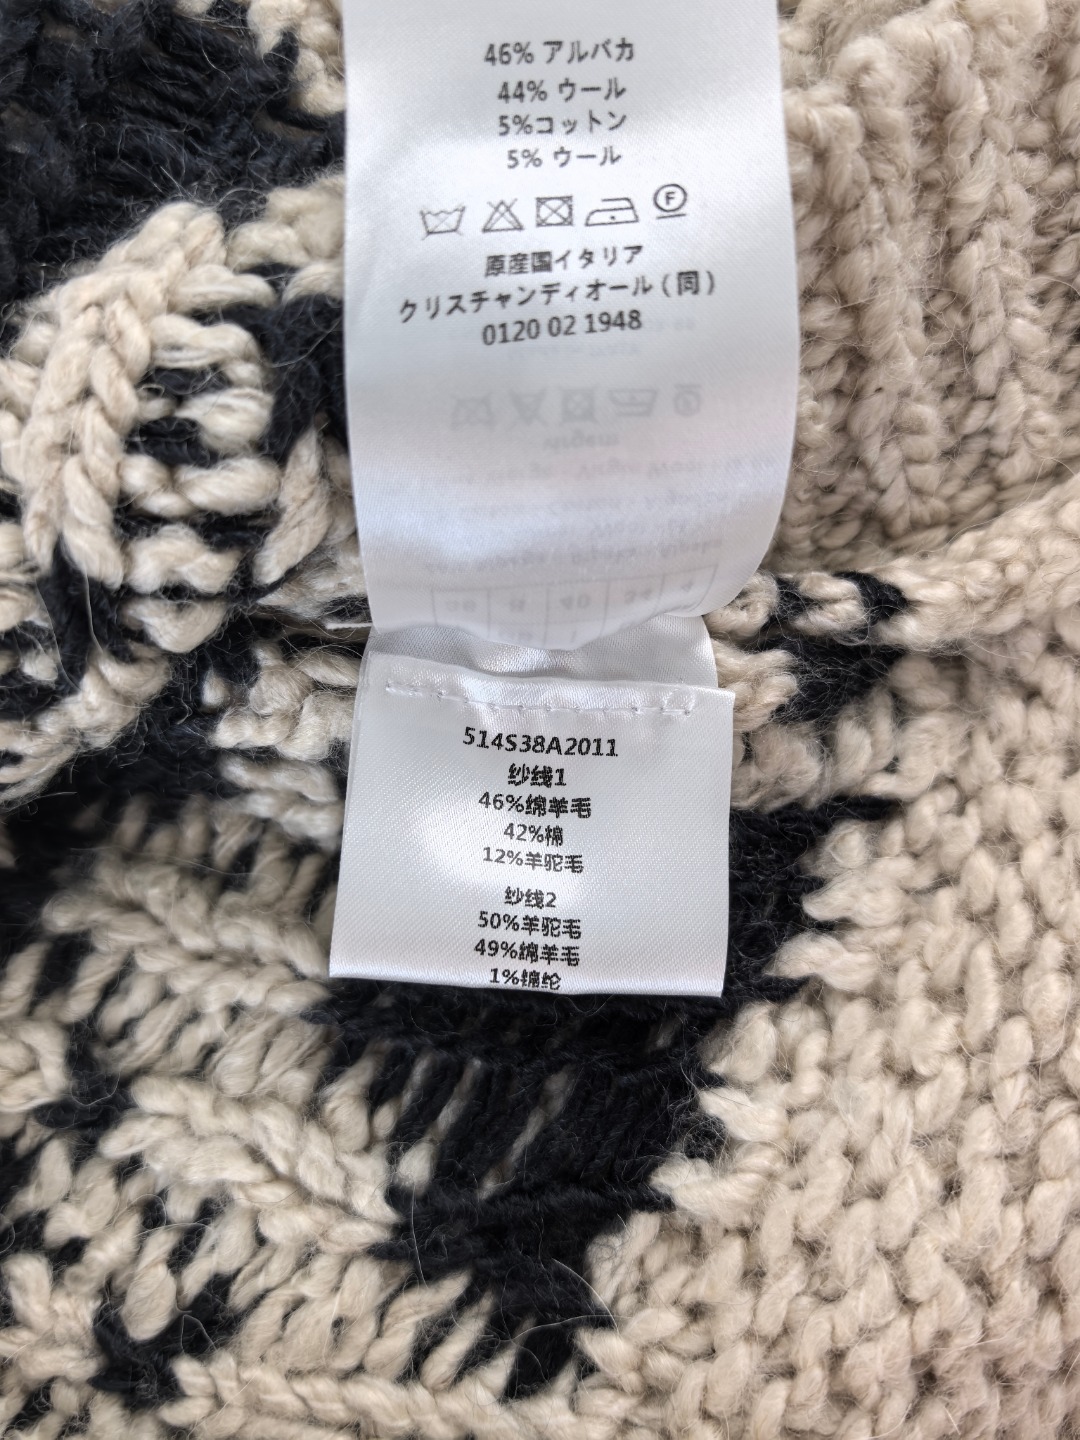 46% アルバカ
44% ウール
5%コットン
5% ウール
F
原産国イタリア
クリスチャンディオール(同)
0120 02 1948
514S38A2011
纱线1
46%绵羊毛
42%棉
12%羊驼毛
纱线2
50%羊驼毛
49%绵羊毛
1%锦纶